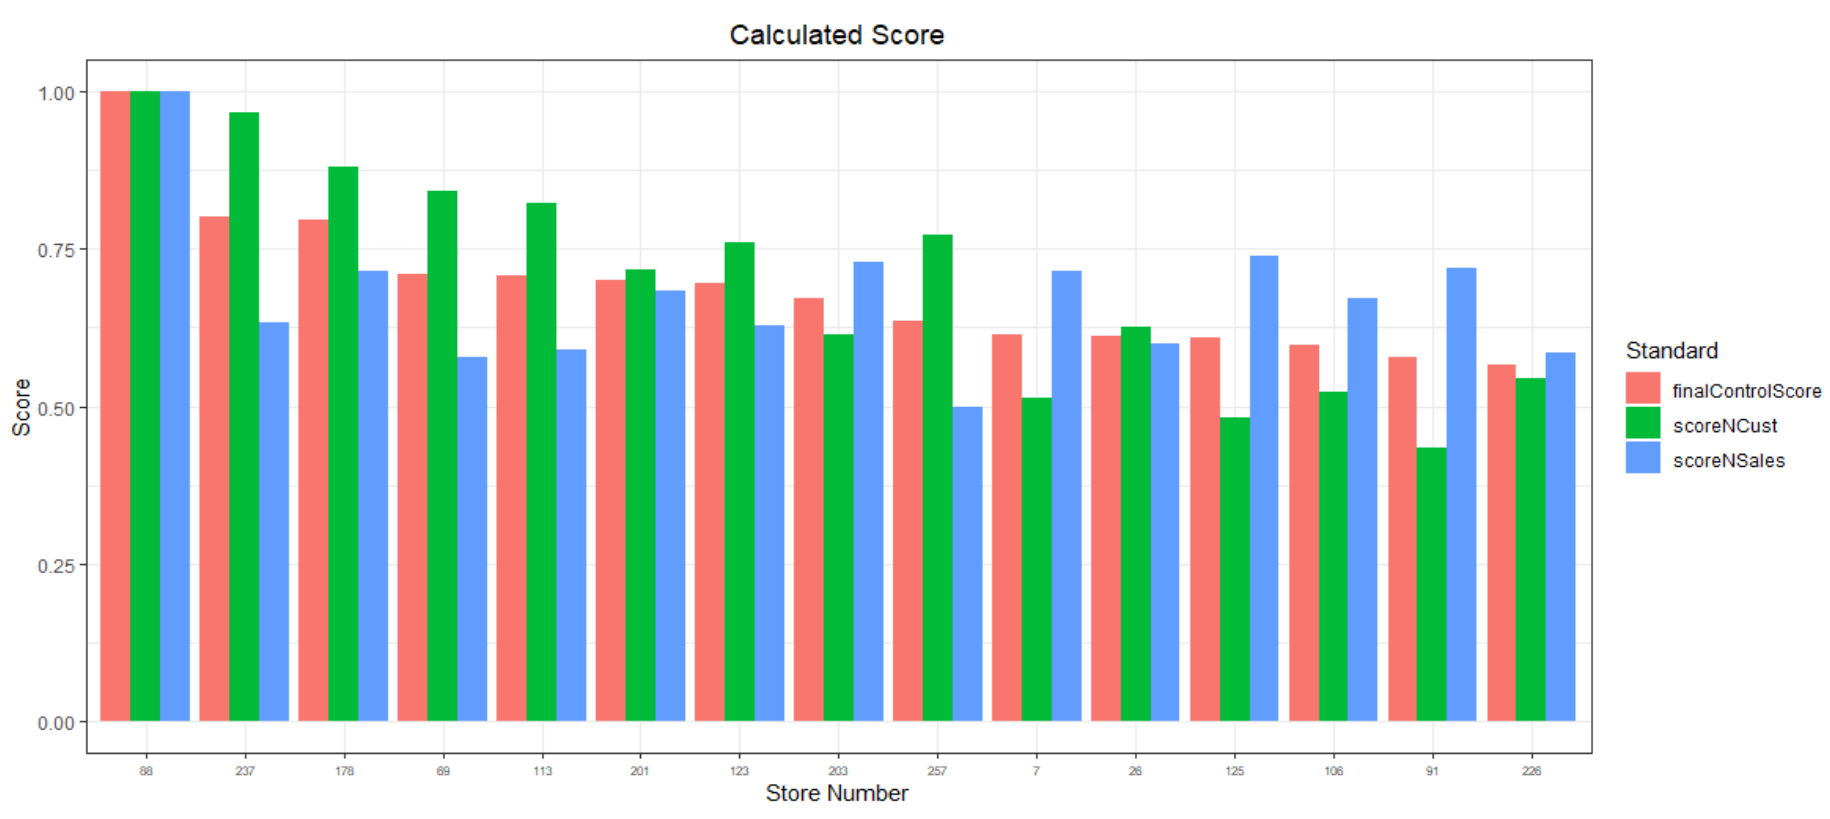 Calculated Score
1.00
0.75
0.50
0.25
0.00
Score
88 237 178 69 113 201 123 203 257 7 26 125 106 91 226
Store Number
Standard
finalControlScore
scoreNCust
scoreNSales